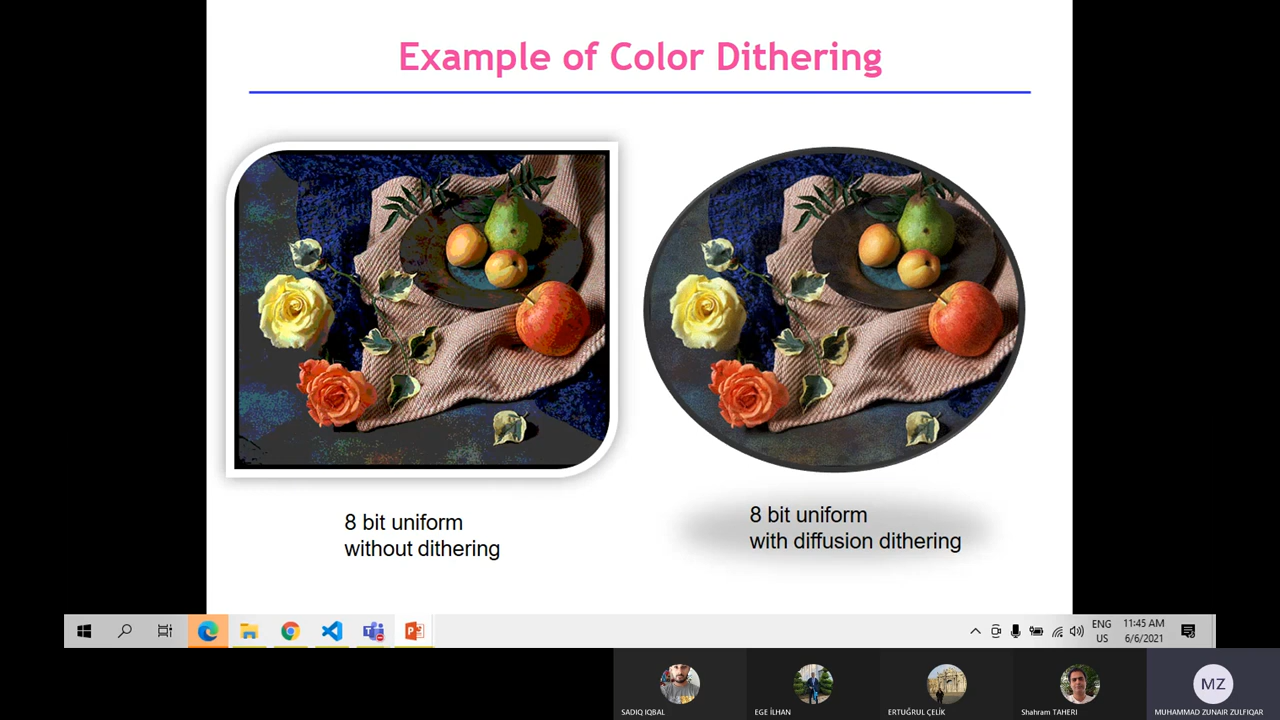 Example of Color Dithering
8 bit uniform
without dithering
8 bit uniform
with diffusion dithering
ENG
US
11:45 AM
6/6/2021
MZ
SADIQ IQBAL
EGE İLHAN
ERTUĞRUL ÇELİK
Shahram TAHERI
MUHAMMAD ZUNAIR ZULFIQAR